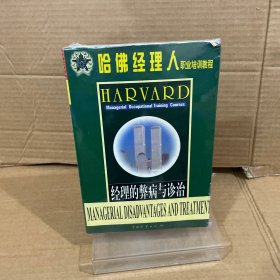 哈佛经理人职业培训教程
HARVARD
Managerial Occupational Training Courses
经理的弊病与诊治
MANAGERIAL DISADVANTAGES AND TREATMENT